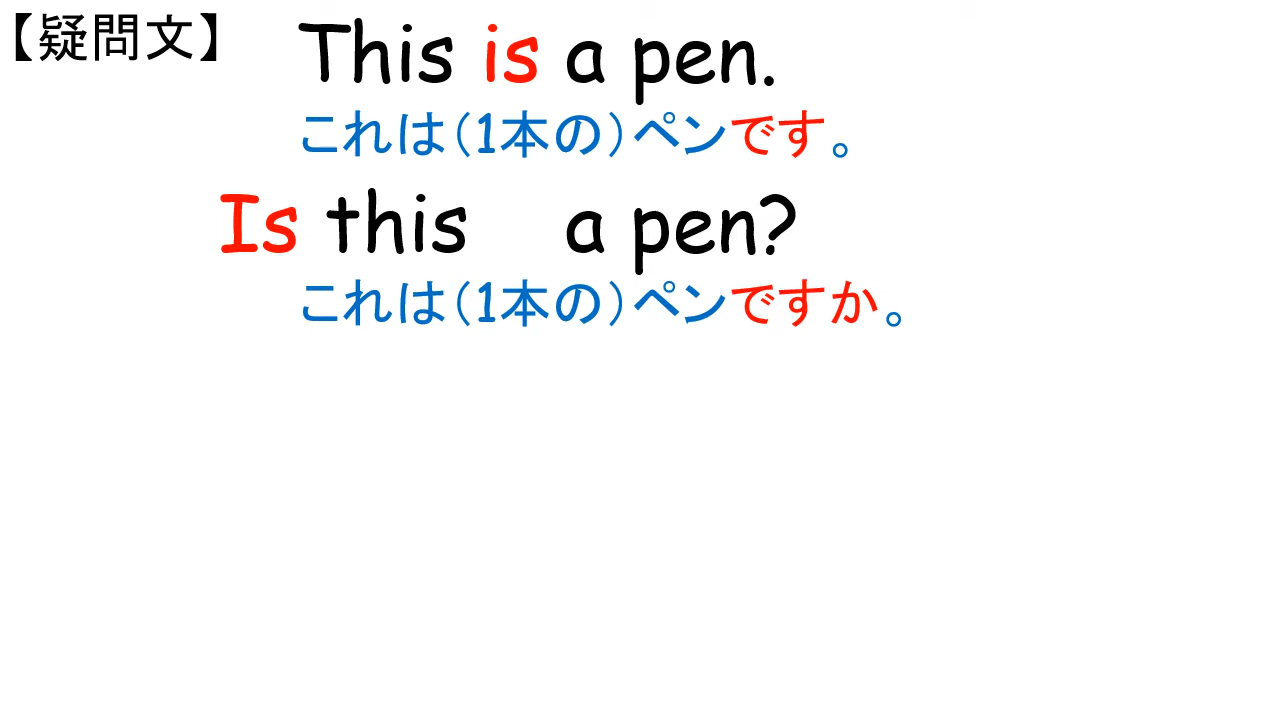 【疑問文】 This is a pen.
これは（1本の）ペンです。
Is this a pen?
これは（1本の）ペンですか。